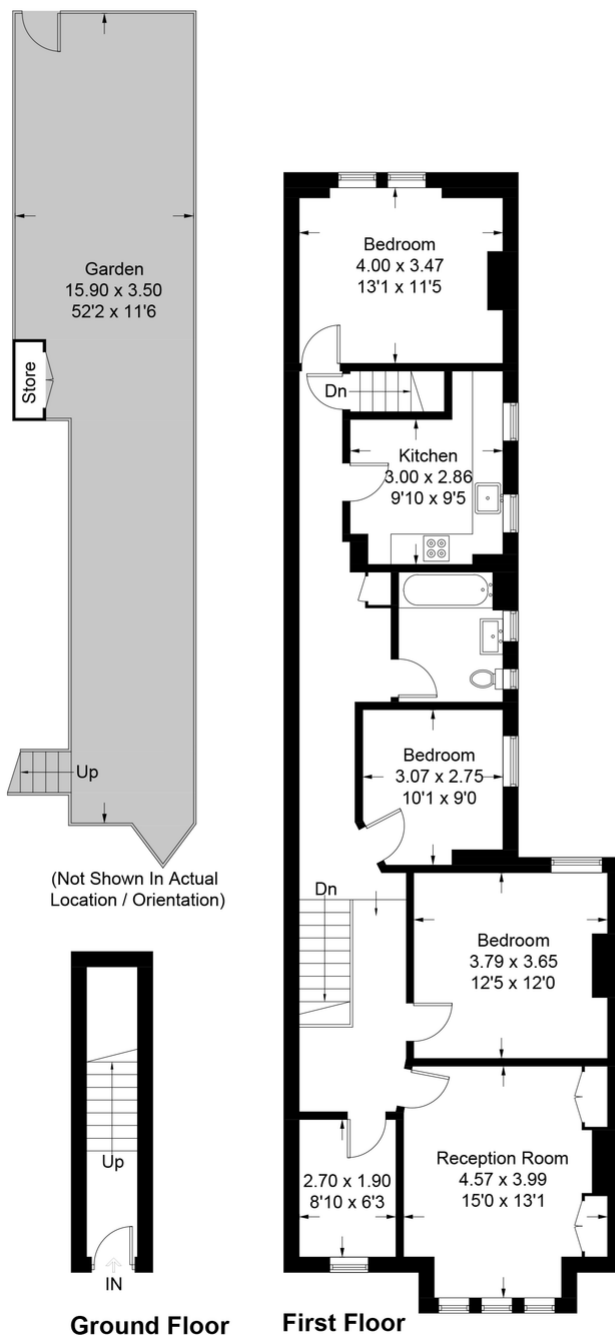 Garden
15.90 x 3.50
52'2 x 11'6
Store
Up
(Not Shown In Actual
Location / Orientation)
Up
IN
Ground Floor
Bedroom
4.00 x 3.47
13'1 x 11'5
Dn
Kitchen
3.00 x 2.86
9'10 x 9'5
Bedroom
3.07 x 2.75
10'1 x 9'0
Dn
Bedroom
3.79 x 3.65
12'5 x 12'0
2.70 x 1.90
8'10 x 6'3
Reception Room
4.57 x 3.99
15'0 x 13'1
First Floor